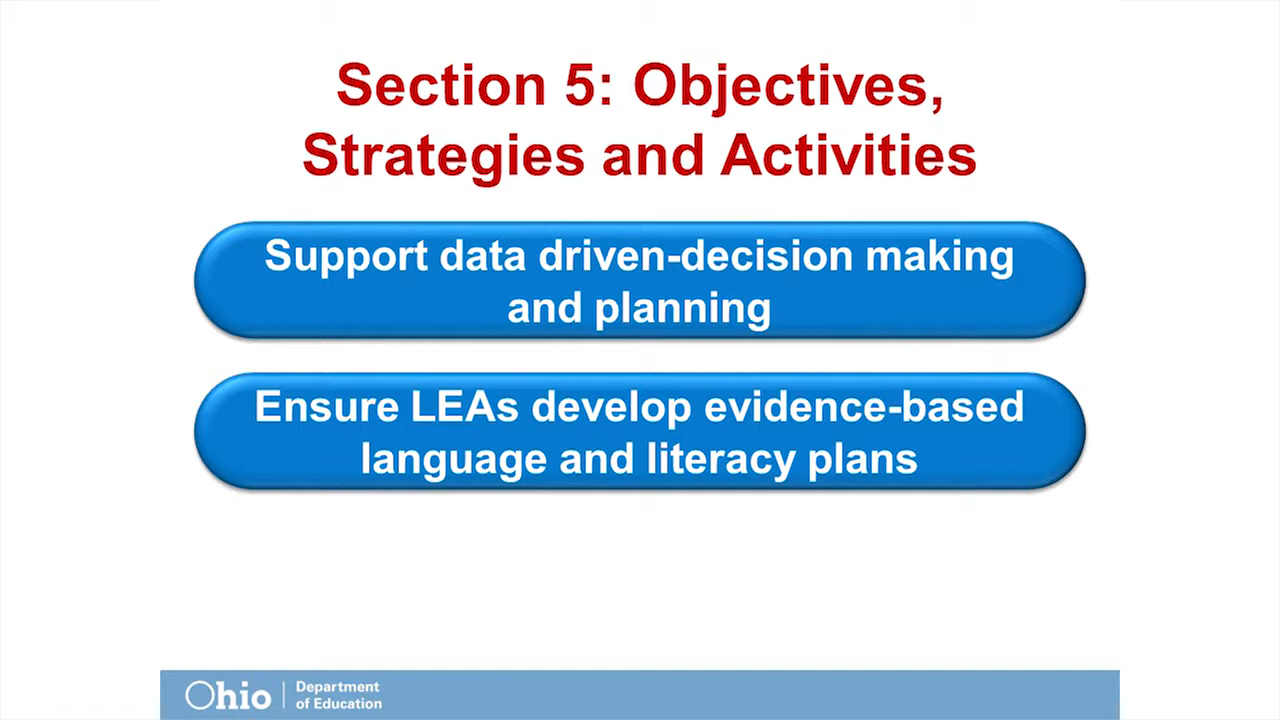 Section 5: Objectives,
Strategies and Activities
Support data driven-decision making
and planning
Ensure LEAs develop evidence-based
language and literacy plans
Ohio
Department
of Education